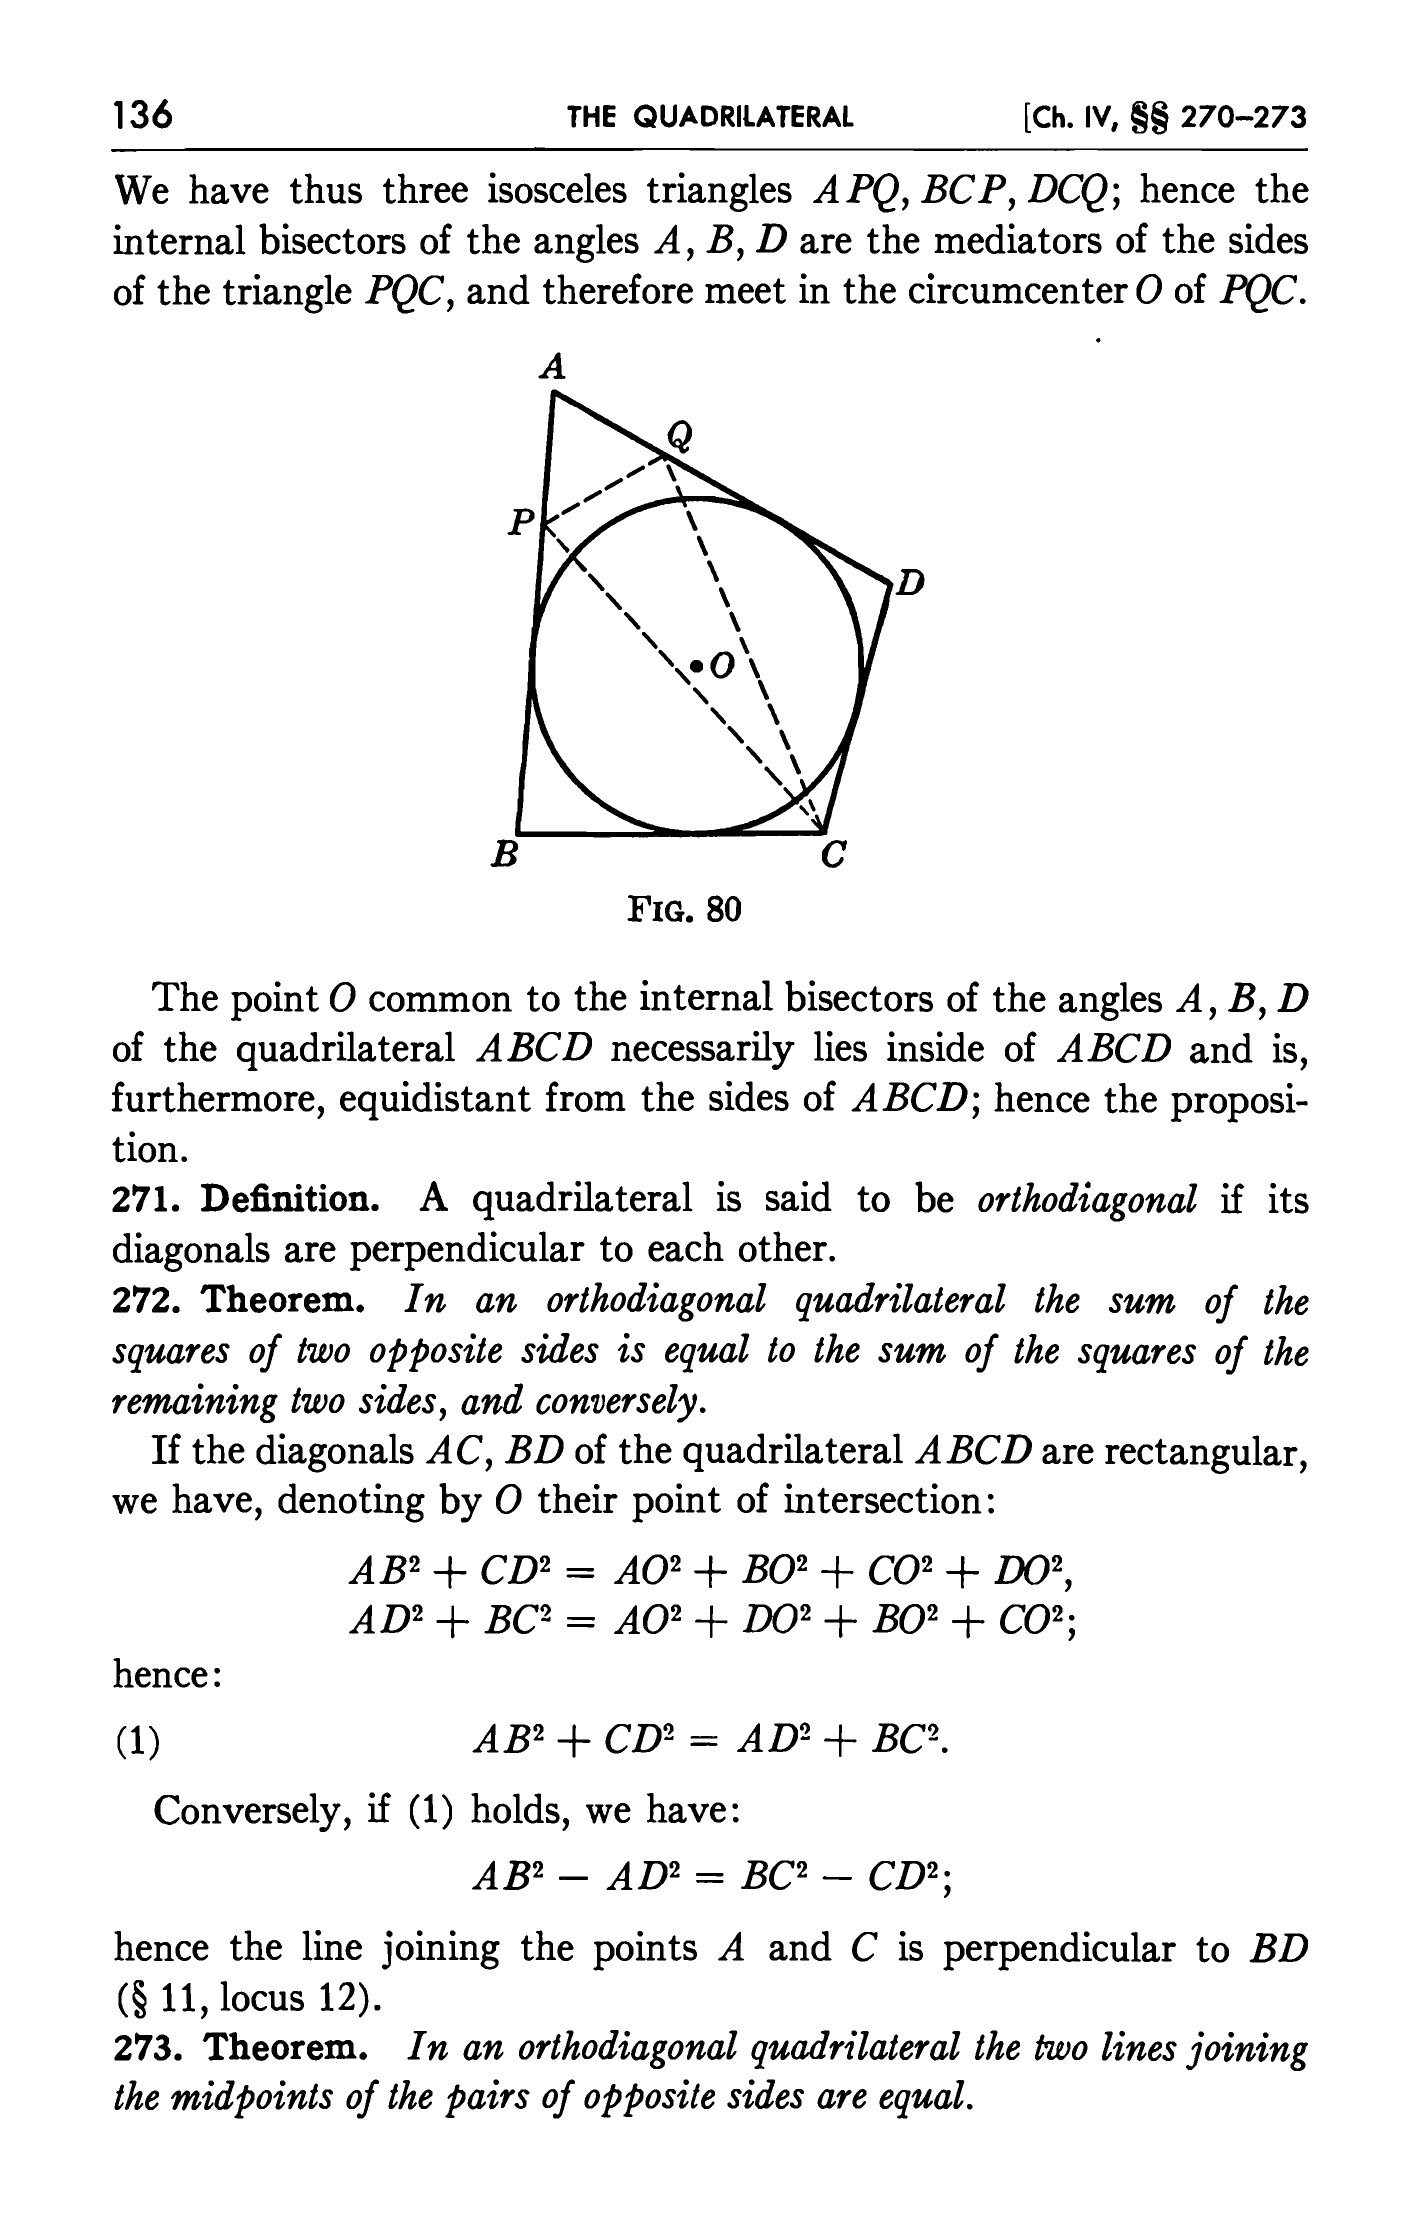 136 THE QUADRILATERAL [Ch. IV, §§ 270–273
We have thus three isosceles triangles APQ, BCP, DCQ; hence the
internal bisectors of the angles A, B, D are the mediators of the sides
of the triangle PQC, and therefore meet in the circumcenter O of PQC.
A
Q
P
D
O
B
C
FIG. 80
The point O common to the internal bisectors of the angles A, B, D
of the quadrilateral ABCD necessarily lies inside of ABCD and is,
furthermore, equidistant from the sides of ABCD; hence the proposi-
tion.
271. Definition. A quadrilateral is said to be orthodiagonal if its
diagonals are perpendicular to each other.
272. Theorem. In an orthodiagonal quadrilateral the sum of the
squares of two opposite sides is equal to the sum of the squares of the
remaining two sides, and conversely.
If the diagonals AC, BD of the quadrilateral ABCD are rectangular,
we have, denoting by O their point of intersection:
AB² + CD² = AO² + BO² + CO² + DO²,
AD² + BC² = AO² + DO² + BO² + CO²;
hence:
(1) AB² + CD² = AD² + BC².
Conversely, if (1) holds, we have:
AB² − AD² = BC² − CD²;
hence the line joining the points A and C is perpendicular to BD
(§ 11, locus 12).
273. Theorem. In an orthodiagonal quadrilateral the two lines joining
the midpoints of the pairs of opposite sides are equal.